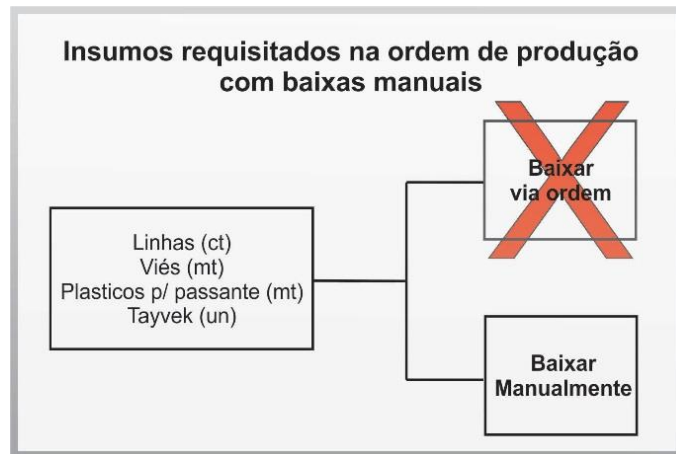 Insumos requisitados na ordem de produção
com baixas manuais
Baixar
via ordem
Linhas (ct)
Viés (mt)
Plasticos p/ passante (mt)
Tayvek (un)
Baixar
Manualmente